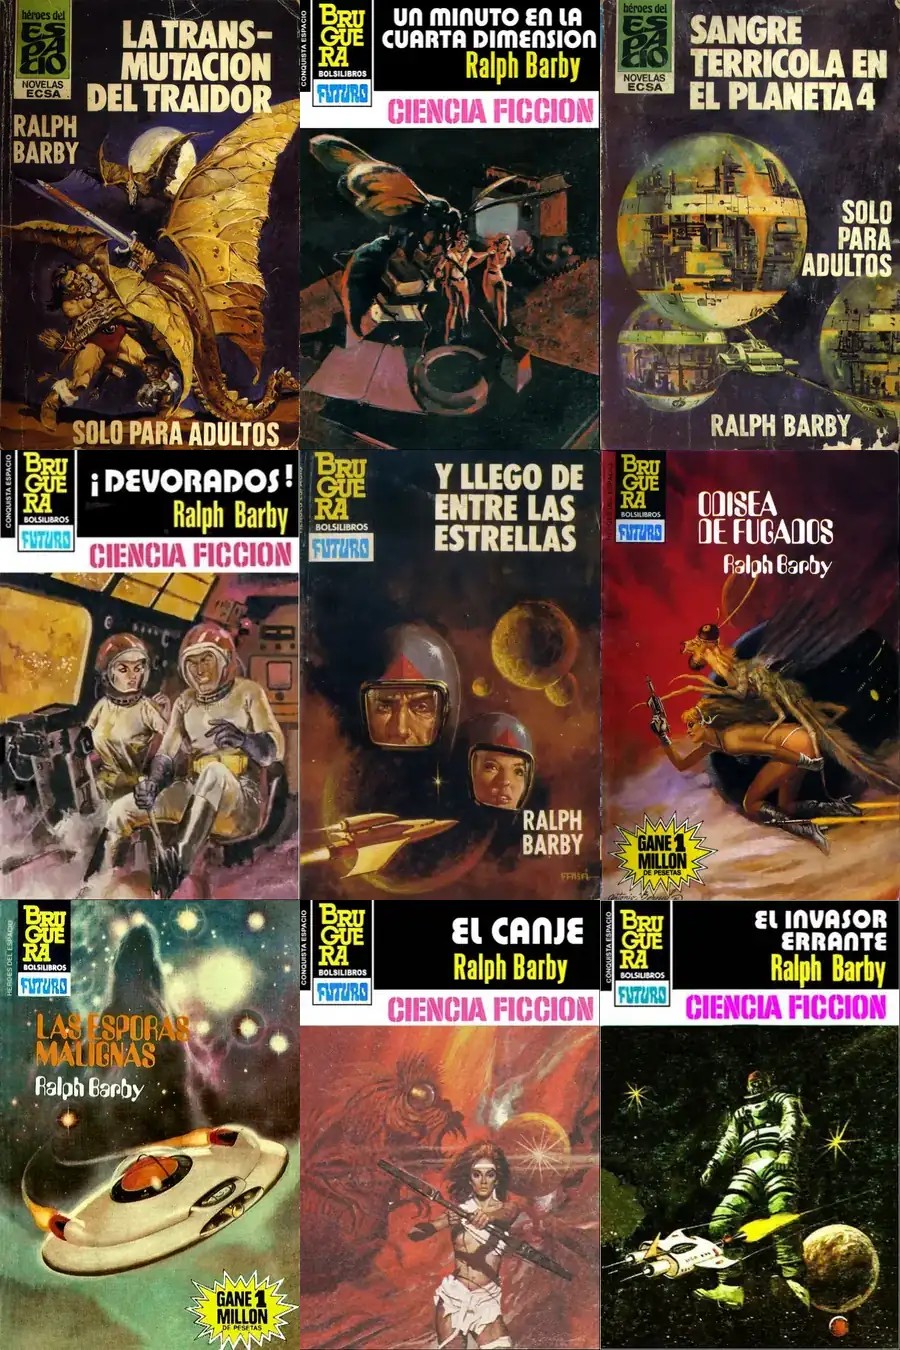 héroes del
ESPACIO
NOVELAS
ECSA
LA TRANS-
MUTACION
DEL TRAIDOR
RALPH
BARBY
SOLO PARA ADULTOS
CONQUISTA ESPACIO
BRU
GUE
RA
BOLSILIBROS
FUTURO
UN MINUTO EN LA
CUARTA DIMENSION
Ralph Barby
CIENCIA FICCION
héroes del
ESPACIO
NOVELAS
ECSA
SANGRE
TERRICOLA EN
EL PLANETA 4
SOLO
PARA
ADULTOS
RALPH BARBY
CONQUISTA ESPACIO
BRU
GUE
RA
BOLSILIBROS
FUTURO
¡DEVORADOS!
Ralph Barby
CIENCIA FICCION
BRU
GUE
RA
BOLSILIBROS
FUTURO
Y LLEGO DE
ENTRE LAS
ESTRELLAS
RALPH
BARBY
BRU
GUE
RA
BOLSILIBROS
FUTURO
ODISEA
DE FUGADOS
Ralph Barby
GANE 1
MILLON
DE PESETAS
HEROES DEL ESPACIO
BRU
GUE
RA
BOLSILIBROS
FUTURO
LAS ESPORAS
MALIGNAS
Ralph Barby
GANE 1
MILLON
DE PESETAS
CONQUISTA ESPACIO
BRU
GUE
RA
BOLSILIBROS
FUTURO
EL CANJE
Ralph Barby
CIENCIA FICCION
CONQUISTA ESPACIO
BRU
GUE
RA
BOLSILIBROS
FUTURO
EL INVASOR
ERRANTE
Ralph Barby
CIENCIA FICCION